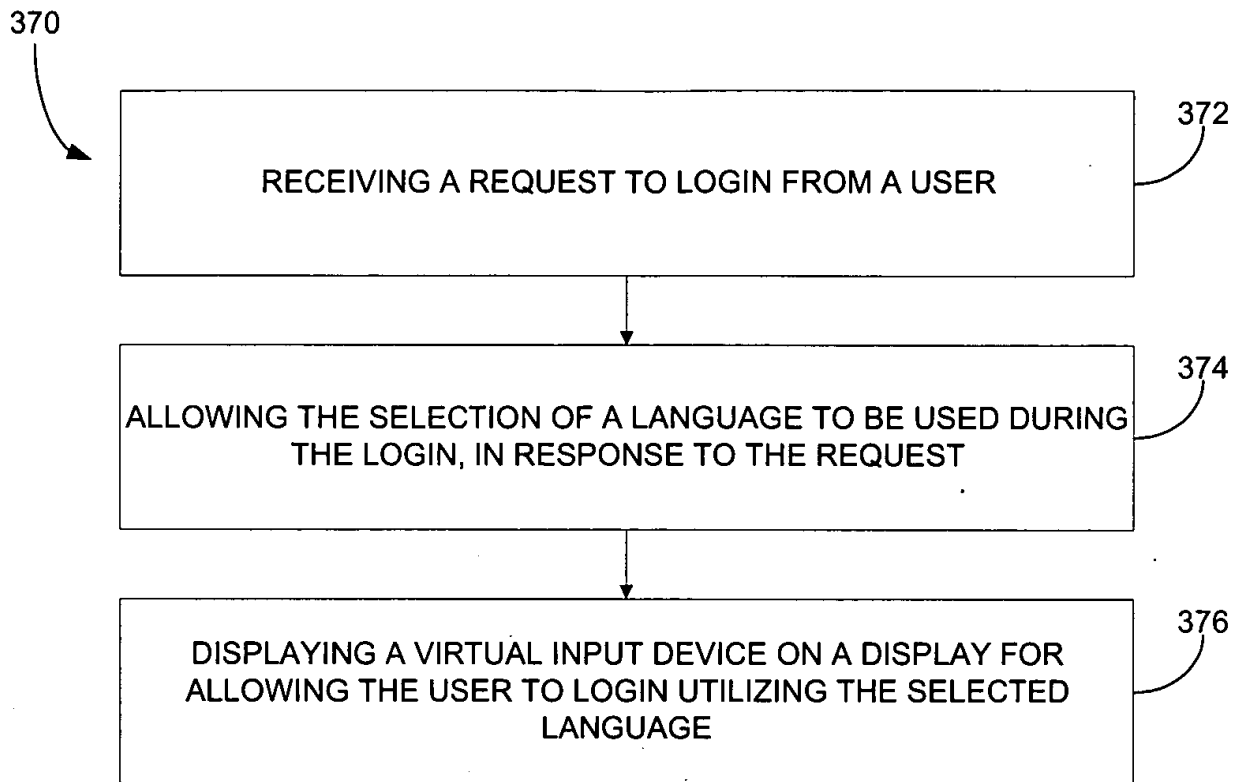 370
372
RECEIVING A REQUEST TO LOGIN FROM A USER
374
ALLOWING THE SELECTION OF A LANGUAGE TO BE USED DURING
THE LOGIN, IN RESPONSE TO THE REQUEST
376
DISPLAYING A VIRTUAL INPUT DEVICE ON A DISPLAY FOR
ALLOWING THE USER TO LOGIN UTILIZING THE SELECTED
LANGUAGE